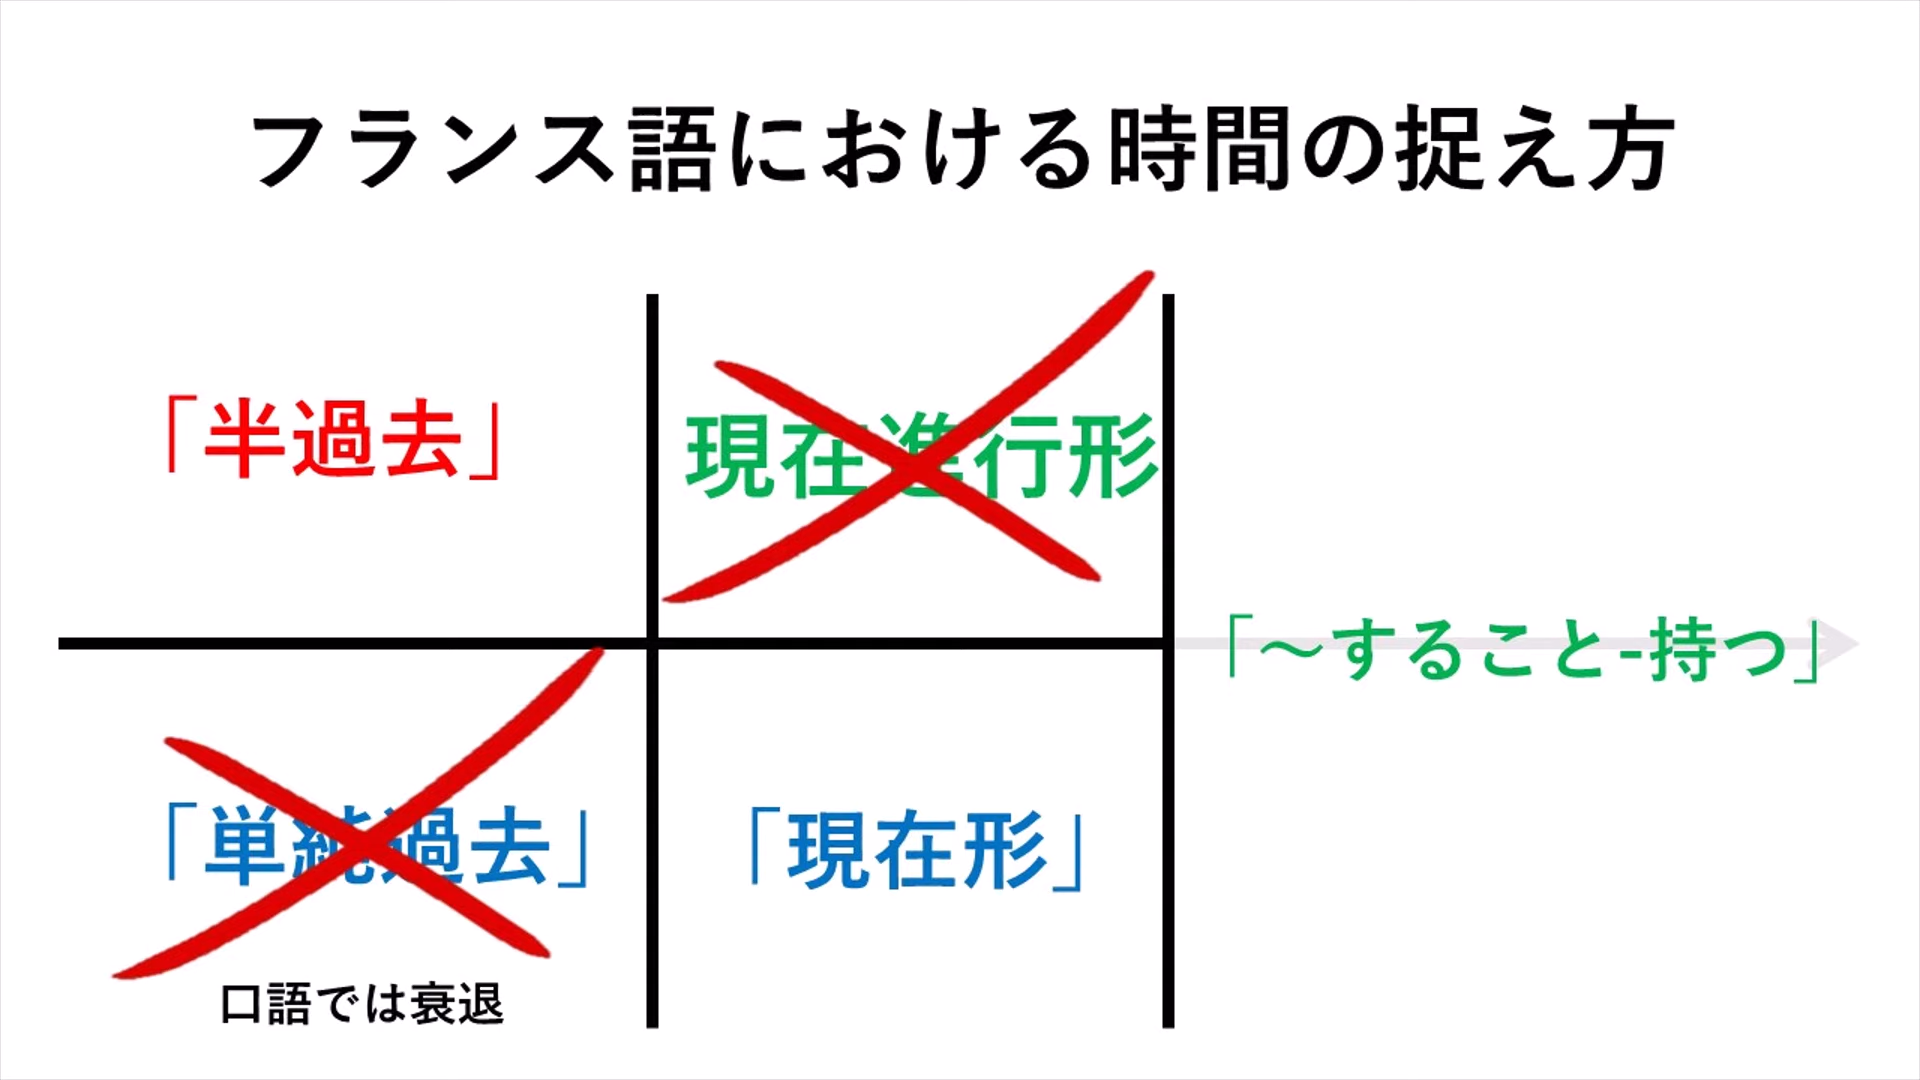 フランス語における時間の捉え方
「半過去」
現在進行形
「～すること-持つ」
「単純過去」
「現在形」
口語では衰退